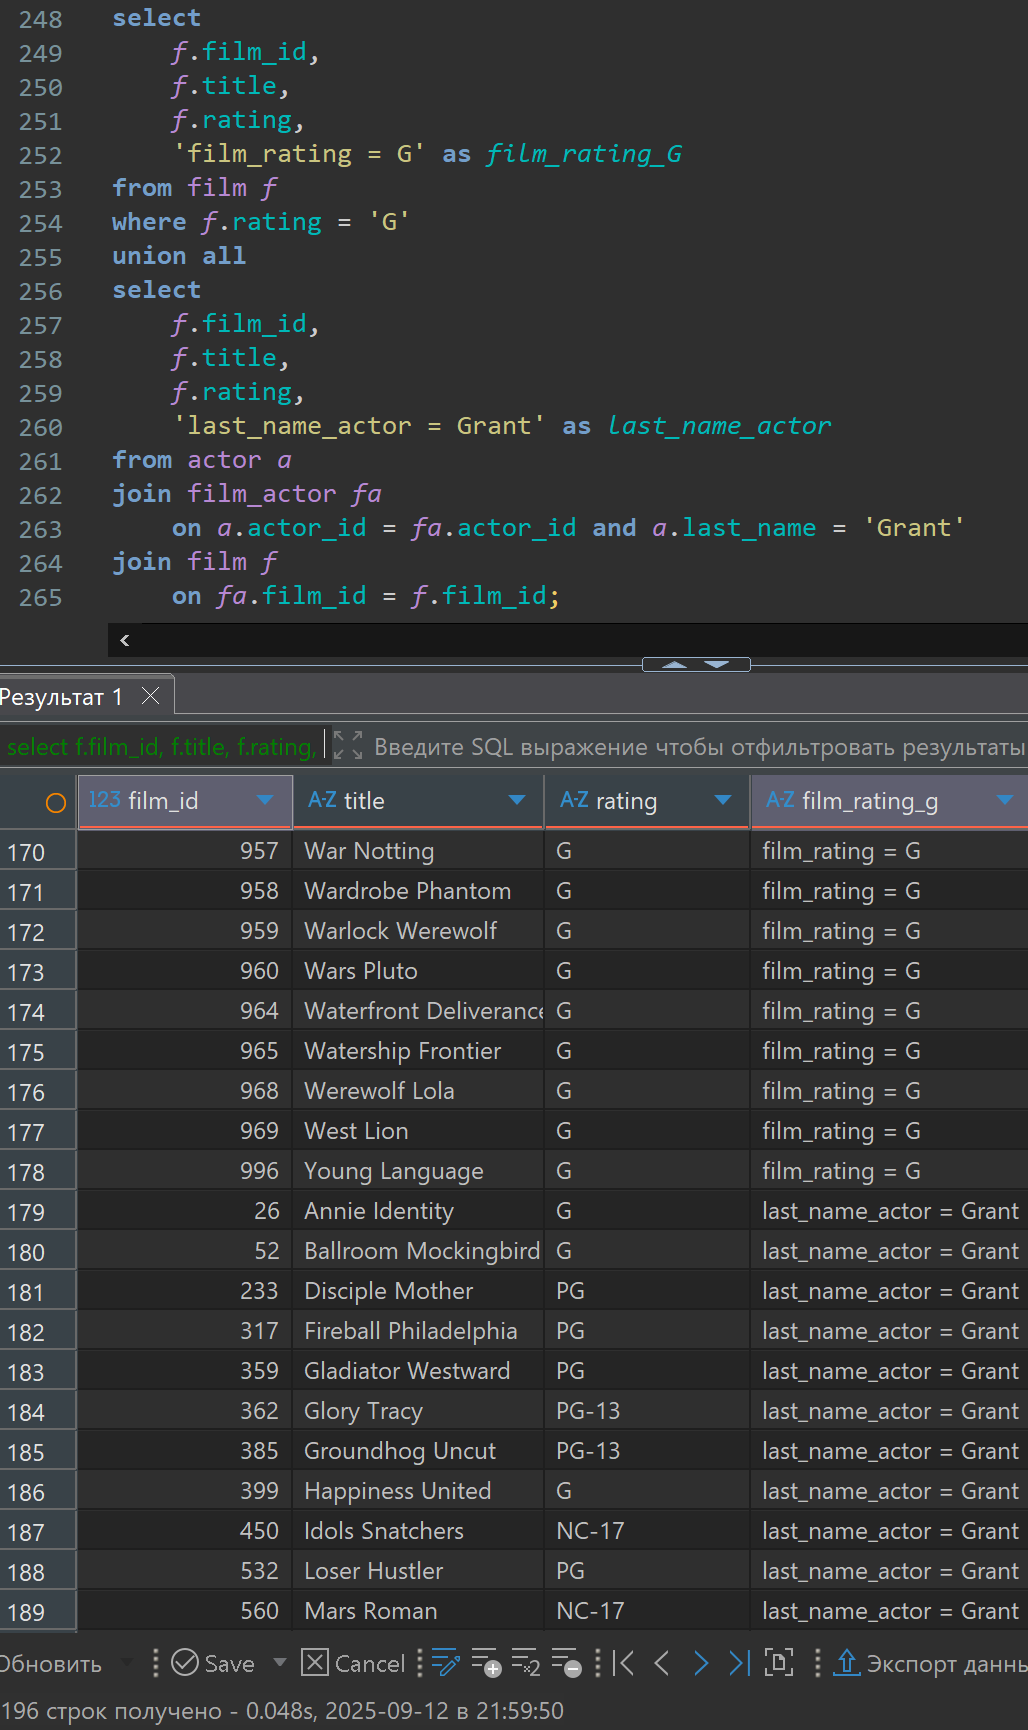 248 select
249 f.film_id,
250 f.title,
251 f.rating,
252 'film_rating = G' as film_rating_G
253 from film f
254 where f.rating = 'G'
255 union all
256 select
257 f.film_id,
258 f.title,
259 f.rating,
260 'last_name_actor = Grant' as last_name_actor
261 from actor a
262 join film_actor fa
263 on a.actor_id = fa.actor_id and a.last_name = 'Grant'
264 join film f
265 on fa.film_id = f.film_id;
Результат 1
select f.film_id, f.title, f.rating, Введите SQL выражение чтобы отфильтровать результаты
123 film_id A-Z title A-Z rating A-Z film_rating_g
170 957 War Notting G film_rating = G
171 958 Wardrobe Phantom G film_rating = G
172 959 Warlock Werewolf G film_rating = G
173 960 Wars Pluto G film_rating = G
174 964 Waterfront Deliverance G film_rating = G
175 965 Watership Frontier G film_rating = G
176 968 Werewolf Lola G film_rating = G
177 969 West Lion G film_rating = G
178 996 Young Language G film_rating = G
179 26 Annie Identity G last_name_actor = Grant
180 52 Ballroom Mockingbird G last_name_actor = Grant
181 233 Disciple Mother PG last_name_actor = Grant
182 317 Fireball Philadelphia PG last_name_actor = Grant
183 359 Gladiator Westward PG last_name_actor = Grant
184 362 Glory Tracy PG-13 last_name_actor = Grant
185 385 Groundhog Uncut PG-13 last_name_actor = Grant
186 399 Happiness United G last_name_actor = Grant
187 450 Idols Snatchers NC-17 last_name_actor = Grant
188 532 Loser Hustler PG last_name_actor = Grant
189 560 Mars Roman NC-17 last_name_actor = Grant
Обновить Save Cancel Экспорт данны
196 строк получено - 0.048s, 2025-09-12 в 21:59:50